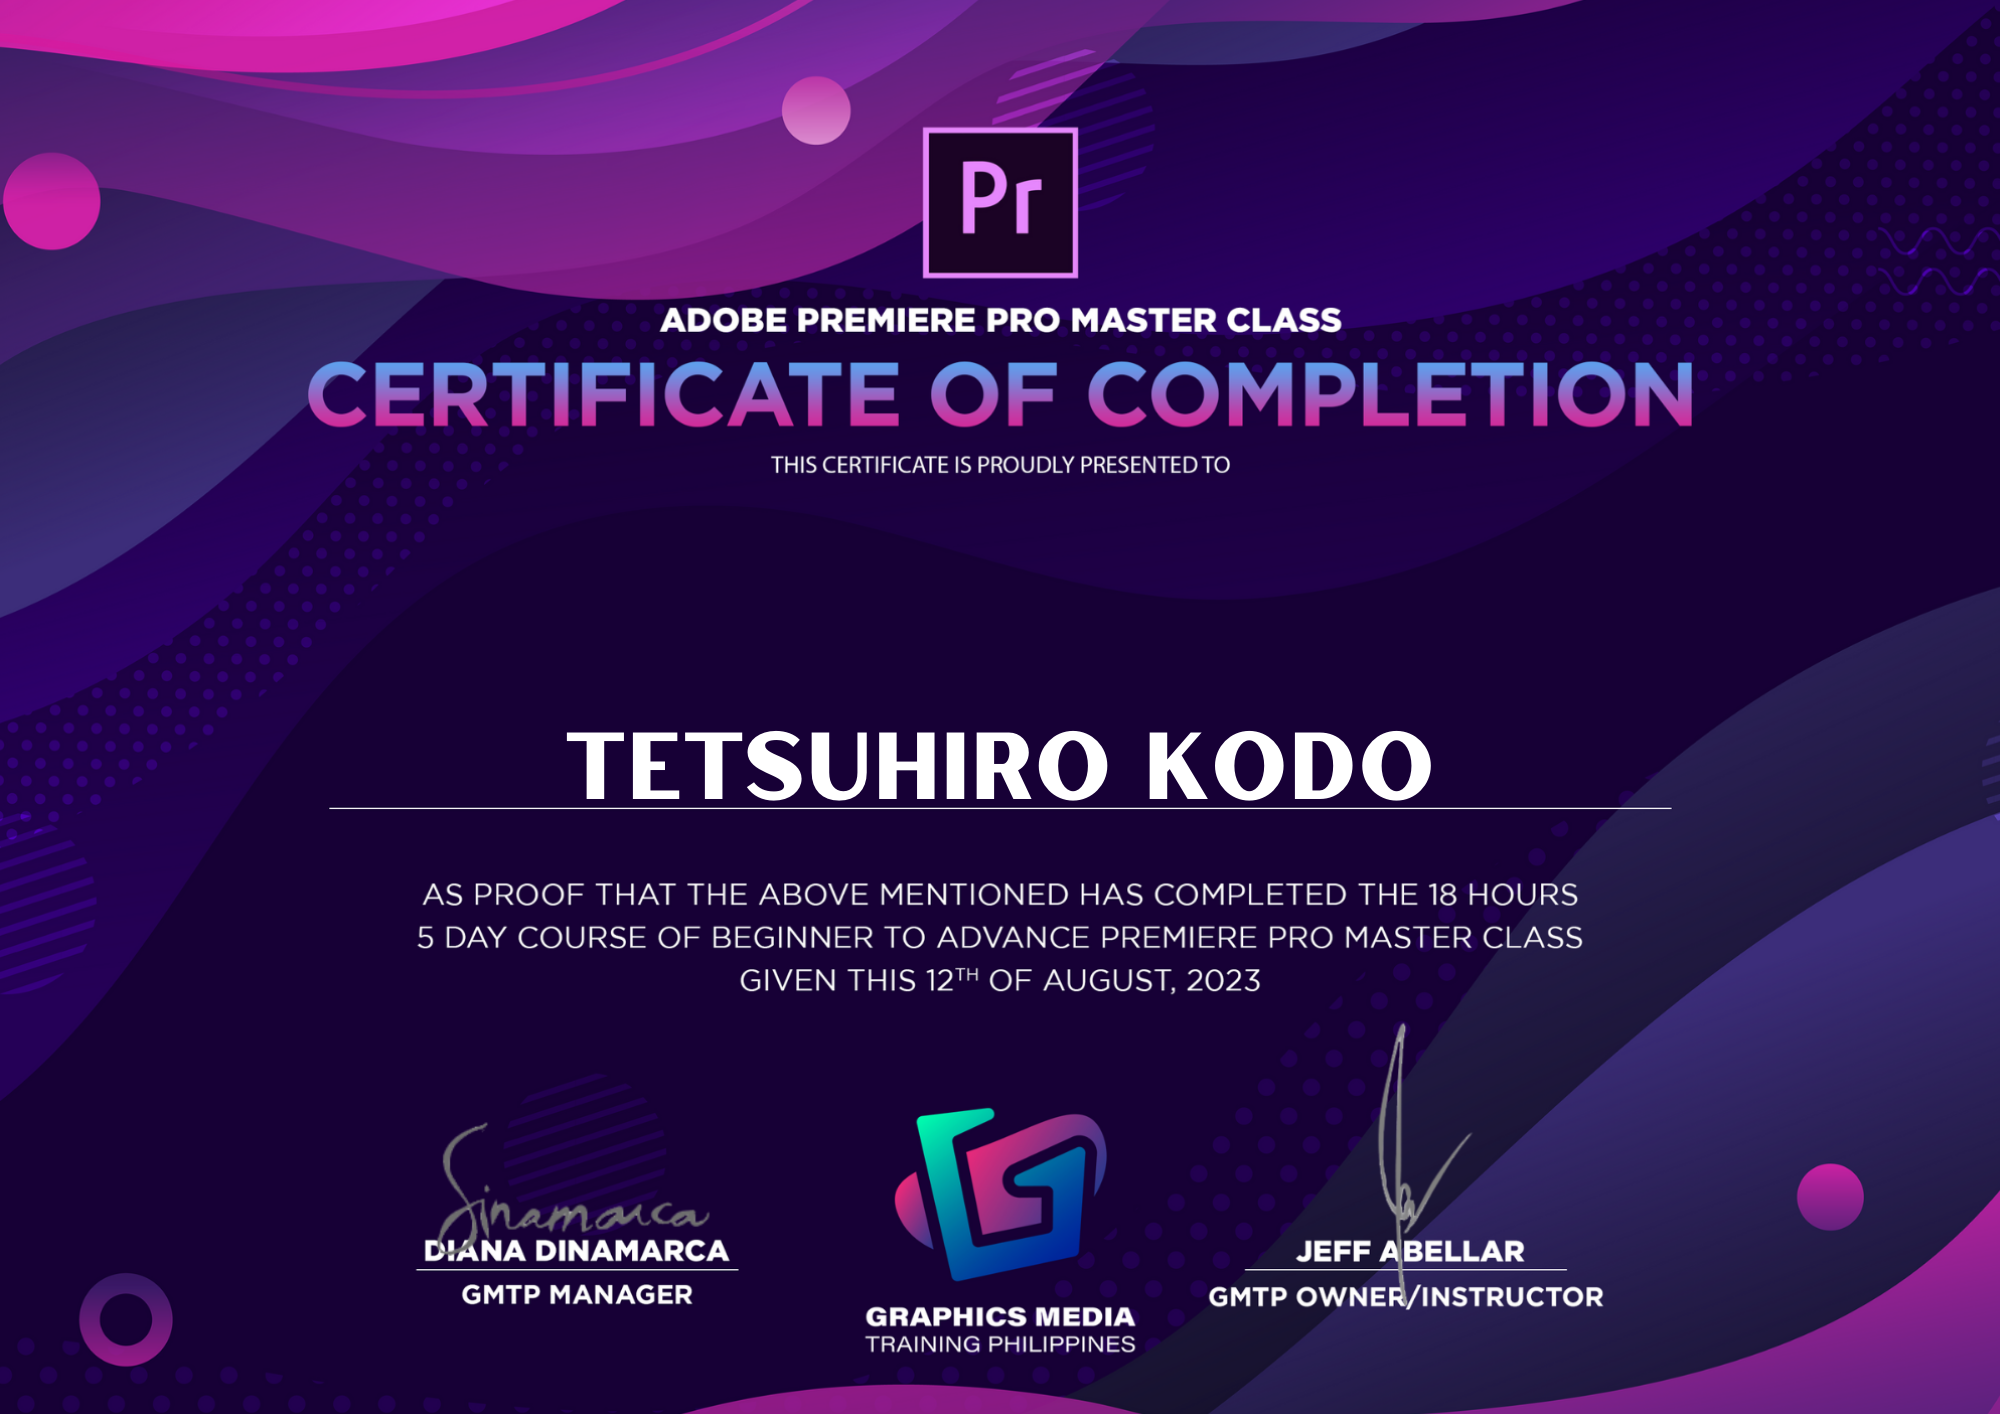 Pr
ADOBE PREMIERE PRO MASTER CLASS
CERTIFICATE OF COMPLETION
THIS CERTIFICATE IS PROUDLY PRESENTED TO
TETSUHIRO KODO
AS PROOF THAT THE ABOVE MENTIONED HAS COMPLETED THE 18 HOURS
5 DAY COURSE OF BEGINNER TO ADVANCE PREMIERE PRO MASTER CLASS
GIVEN THIS 12TH OF AUGUST, 2023
Dinamarca
DIANA DINAMARCA
GMTP MANAGER
GRAPHICS MEDIA
TRAINING PHILIPPINES
JEFF ABELLAR
GMTP OWNER/INSTRUCTOR